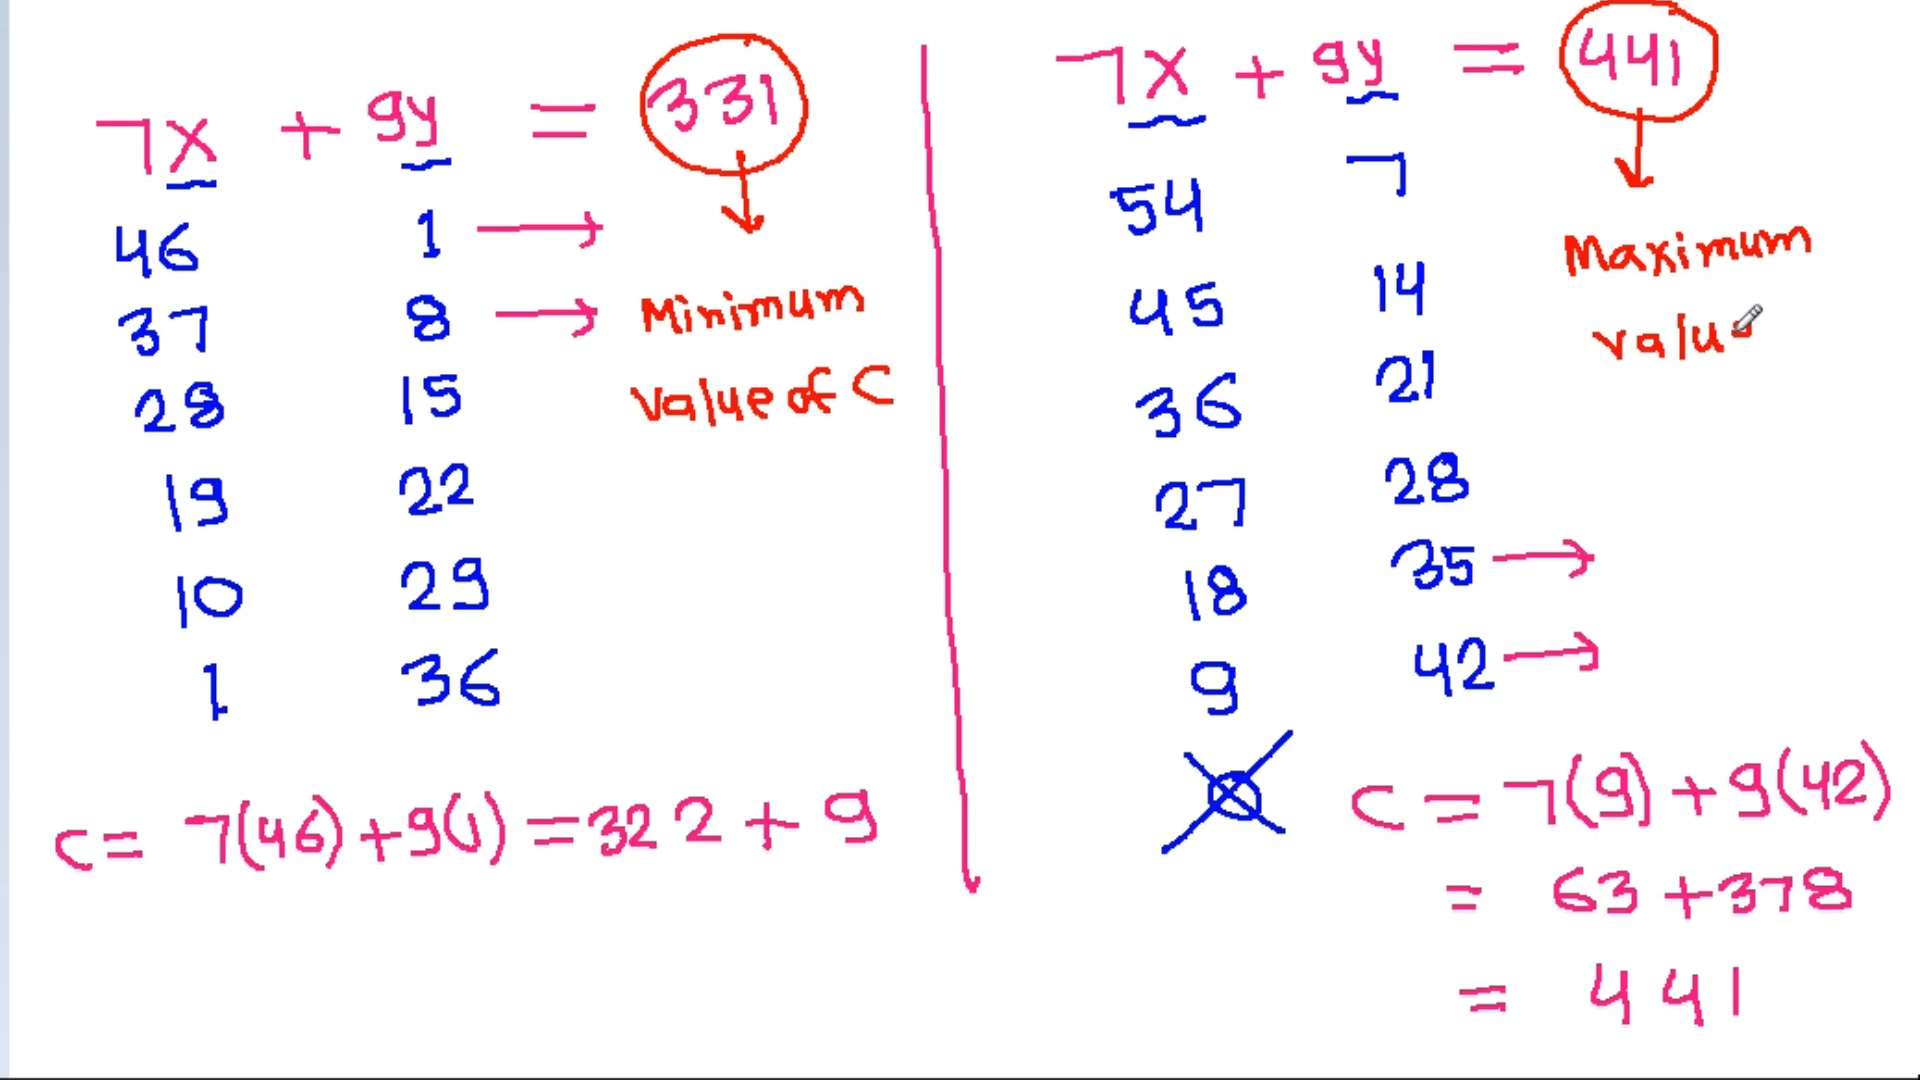 7x + 9y = 331
46 1 →
37 8 →
28 15
19 22
10 29
1 36
Minimum
Value of C
C = 7(46) + 9(1) = 322 + 9
7x + 9y = 441
54 7
45 14
36 21
27 28
18 35 →
9 42 →
0
Maximum
Value
C = 7(9) + 9(42)
= 63 + 378
= 441